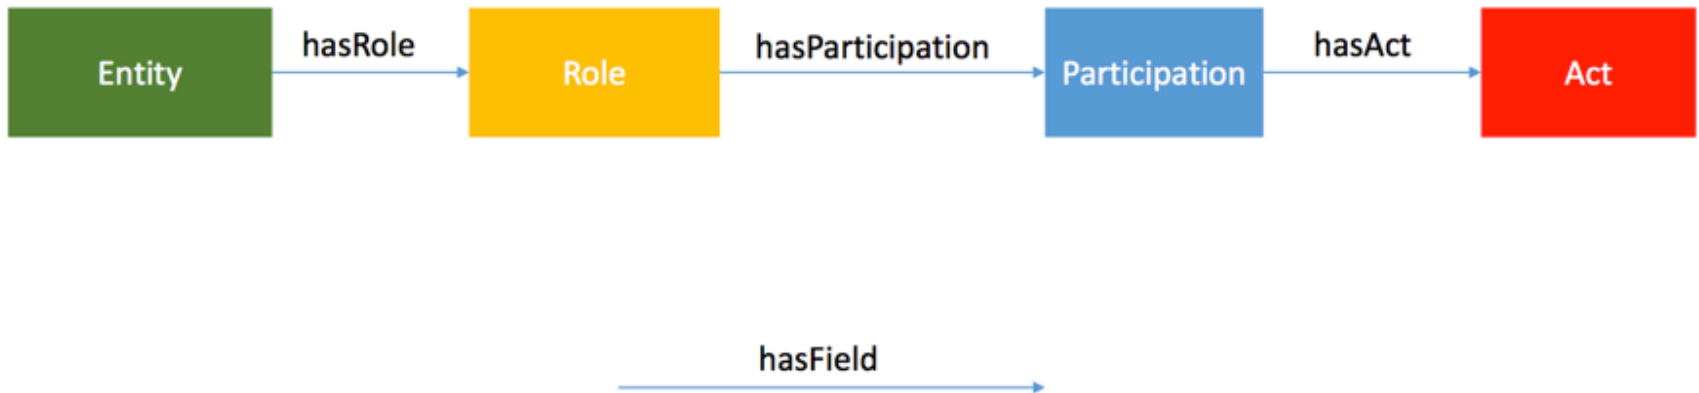 Entity
hasRole
Role
hasParticipation
Participation
hasAct
Act
hasField